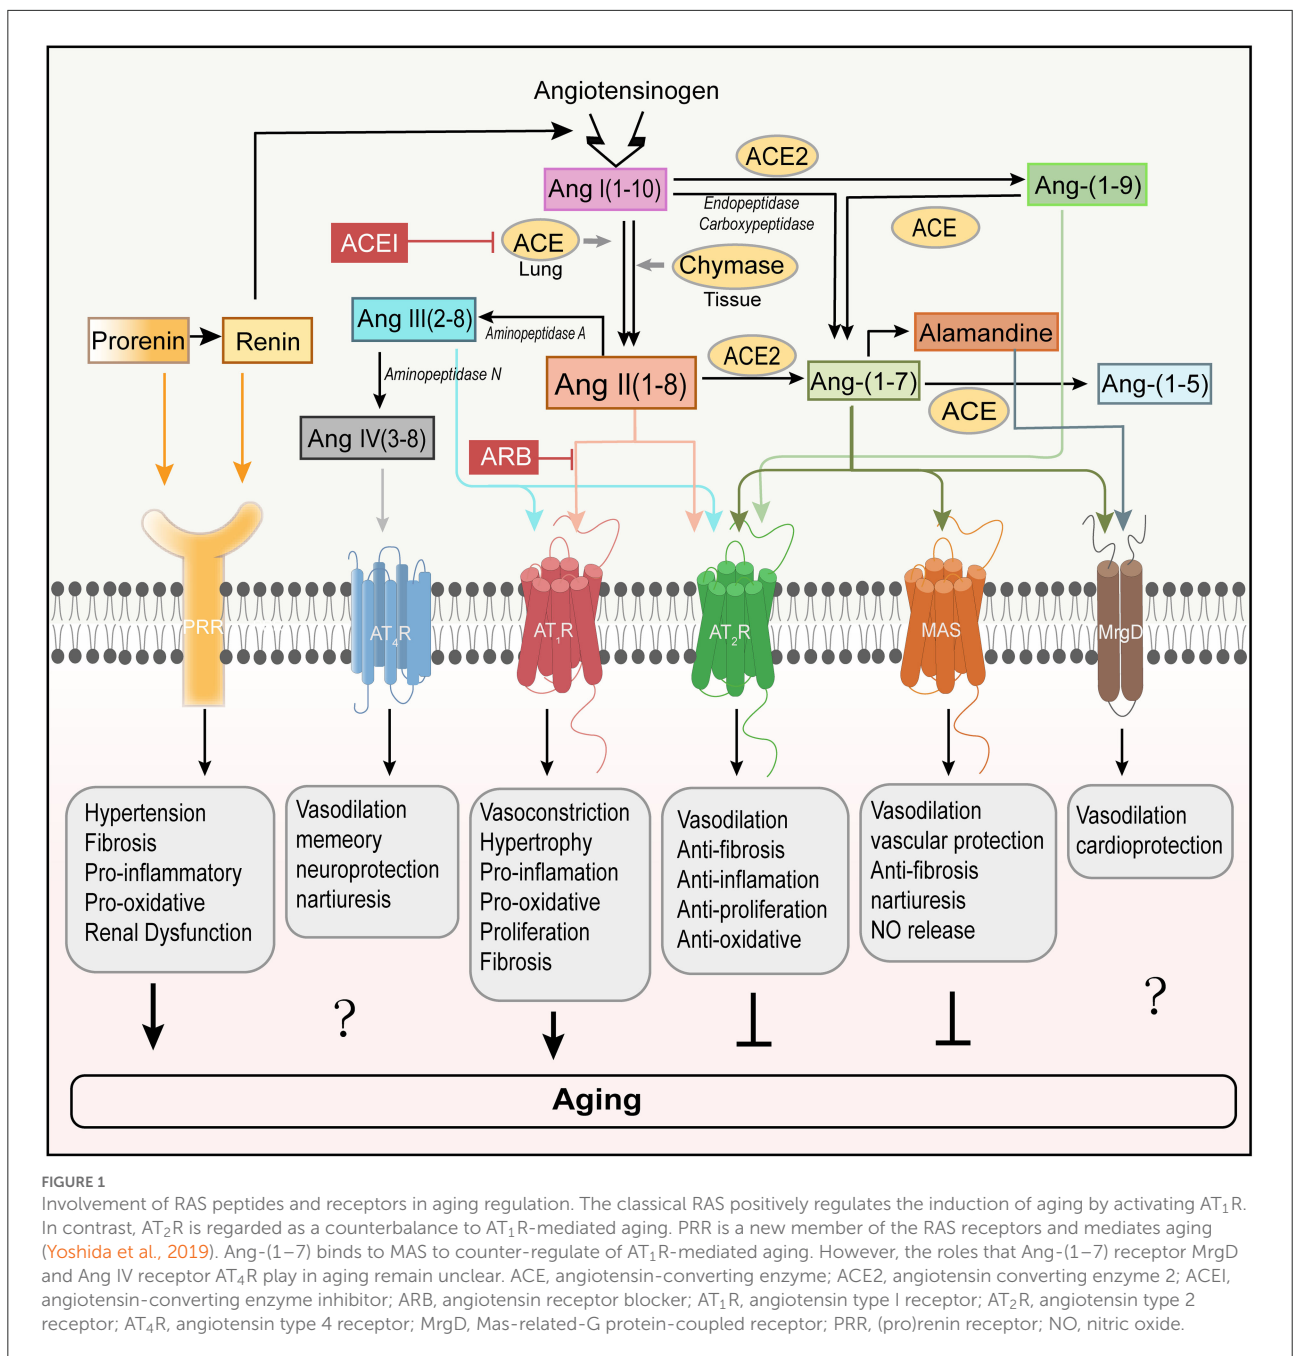 Angiotensinogen
ACE2
Ang I(1-10)
Ang-(1-9)
Endopeptidase
Carboxypeptidase
ACE
ACEI
ACE
Lung
Chymase
Tissue
Ang III(2-8)
Aminopeptidase A
Prorenin
Renin
Alamandine
ACE2
Aminopeptidase N
Ang II(1-8)
Ang-(1-7)
Ang-(1-5)
ACE
Ang IV(3-8)
ARB
PRR
AT4R
AT1R
AT2R
MAS
MrgD
Hypertension
Fibrosis
Pro-inflammatory
Pro-oxidative
Renal Dysfunction
Vasodilation
memeory
neuroprotection
nartiuresis
Vasoconstriction
Hypertrophy
Pro-inflamation
Pro-oxidative
Proliferation
Fibrosis
Vasodilation
Anti-fibrosis
Anti-inflamation
Anti-proliferation
Anti-oxidative
Vasodilation
vascular protection
Anti-fibrosis
nartiuresis
NO release
Vasodilation
cardioprotection
?
?
Aging
FIGURE 1
Involvement of RAS peptides and receptors in aging regulation. The classical RAS positively regulates the induction of aging by activating AT1R.
In contrast, AT2R is regarded as a counterbalance to AT1R-mediated aging. PRR is a new member of the RAS receptors and mediates aging
(Yoshida et al., 2019). Ang-(1–7) binds to MAS to counter-regulate of AT1R-mediated aging. However, the roles that Ang-(1–7) receptor MrgD
and Ang IV receptor AT4R play in aging remain unclear. ACE, angiotensin-converting enzyme; ACE2, angiotensin converting enzyme 2; ACEI,
angiotensin-converting enzyme inhibitor; ARB, angiotensin receptor blocker; AT1R, angiotensin type I receptor; AT2R, angiotensin type 2
receptor; AT4R, angiotensin type 4 receptor; MrgD, Mas-related-G protein-coupled receptor; PRR, (pro)renin receptor; NO, nitric oxide.